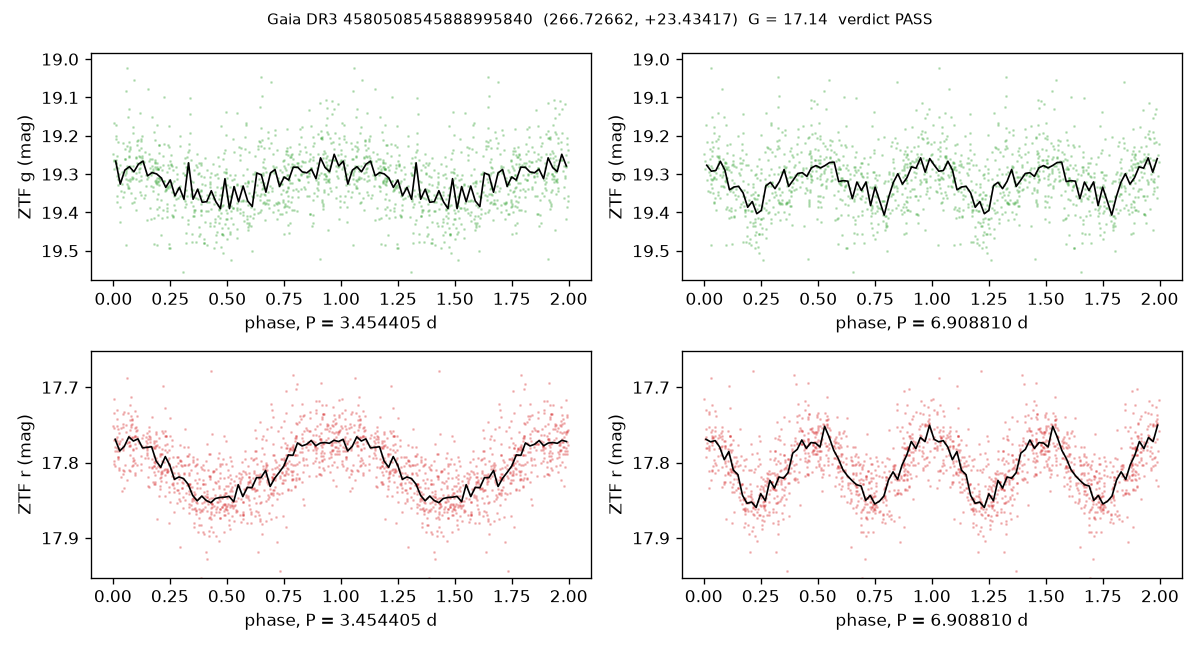 Gaia DR3 4580508545888995840 (266.72662, +23.43417) G = 17.14 verdict PASS
ZTF g (mag)
19.0
19.1
19.2
19.3
19.4
19.5
0.00 0.25 0.50 0.75 1.00 1.25 1.50 1.75 2.00
phase, P = 3.454405 d
ZTF g (mag)
19.0
19.1
19.2
19.3
19.4
19.5
0.00 0.25 0.50 0.75 1.00 1.25 1.50 1.75 2.00
phase, P = 6.908810 d
ZTF r (mag)
17.7
17.8
17.9
0.00 0.25 0.50 0.75 1.00 1.25 1.50 1.75 2.00
phase, P = 3.454405 d
ZTF r (mag)
17.7
17.8
17.9
0.00 0.25 0.50 0.75 1.00 1.25 1.50 1.75 2.00
phase, P = 6.908810 d